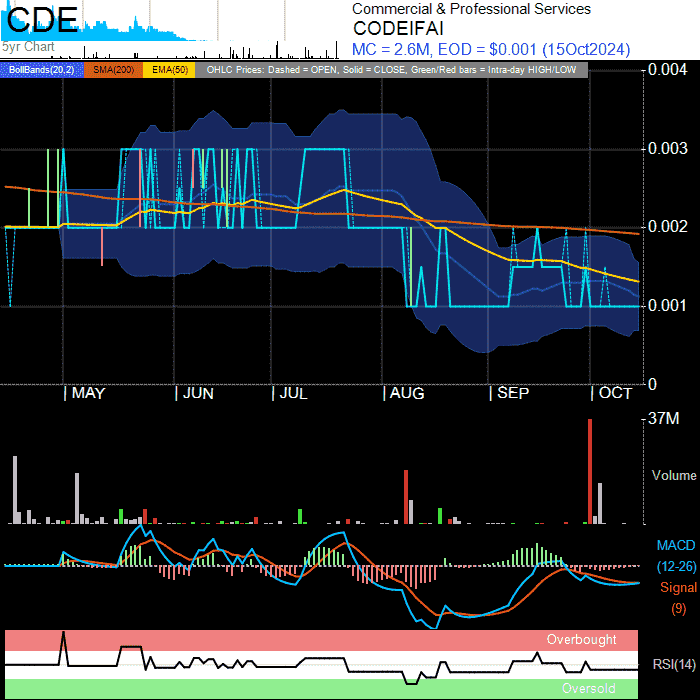 CDE
Commercial & Professional Services
CODEIFAI
5yr Chart
MC = 2.6M, EOD = $0.001 (15Oct2024)
BollBands(20,2) SMA(200) EMA(50) OHLC Prices: Dashed = OPEN, Solid = CLOSE, Green/Red bars = Intra-day HIGH/LOW
0.004
0.003
0.002
0.001
0
| MAY | JUN | JUL | AUG | SEP | OCT
37M
Volume
MACD
(12-26)
Signal
(9)
Overbought
RSI(14)
Oversold